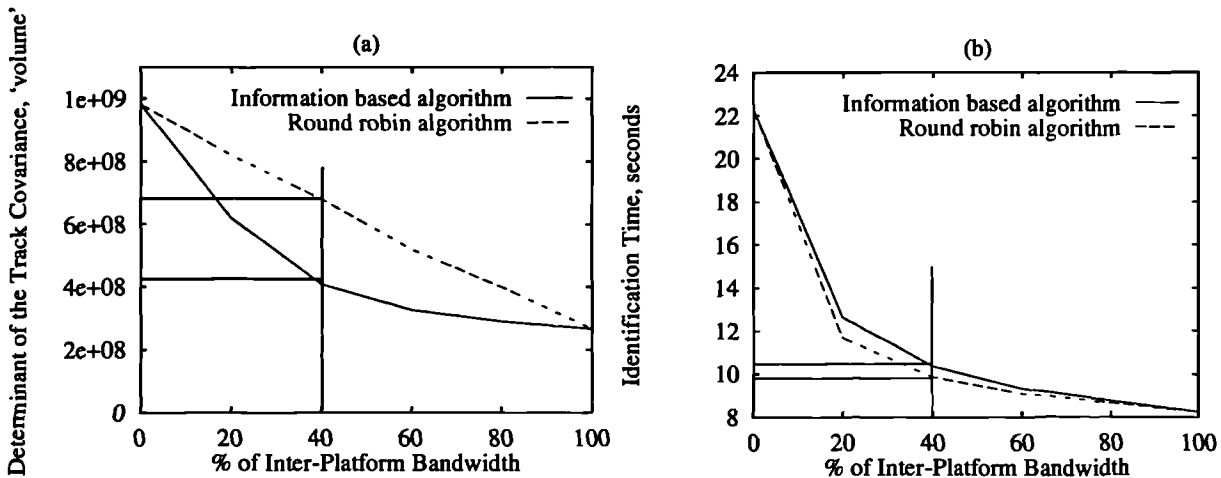 (a)
Determinant of the Track Covariance, 'volume'
1e+09
8e+08
6e+08
4e+08
2e+08
0
Information based algorithm
Round robin algorithm
0 20 40 60 80 100
% of Inter-Platform Bandwidth
(b)
Identification Time, seconds
24
22
20
18
16
14
12
10
8
Information based algorithm
Round robin algorithm
0 20 40 60 80 100
% of Inter-Platform Bandwidth